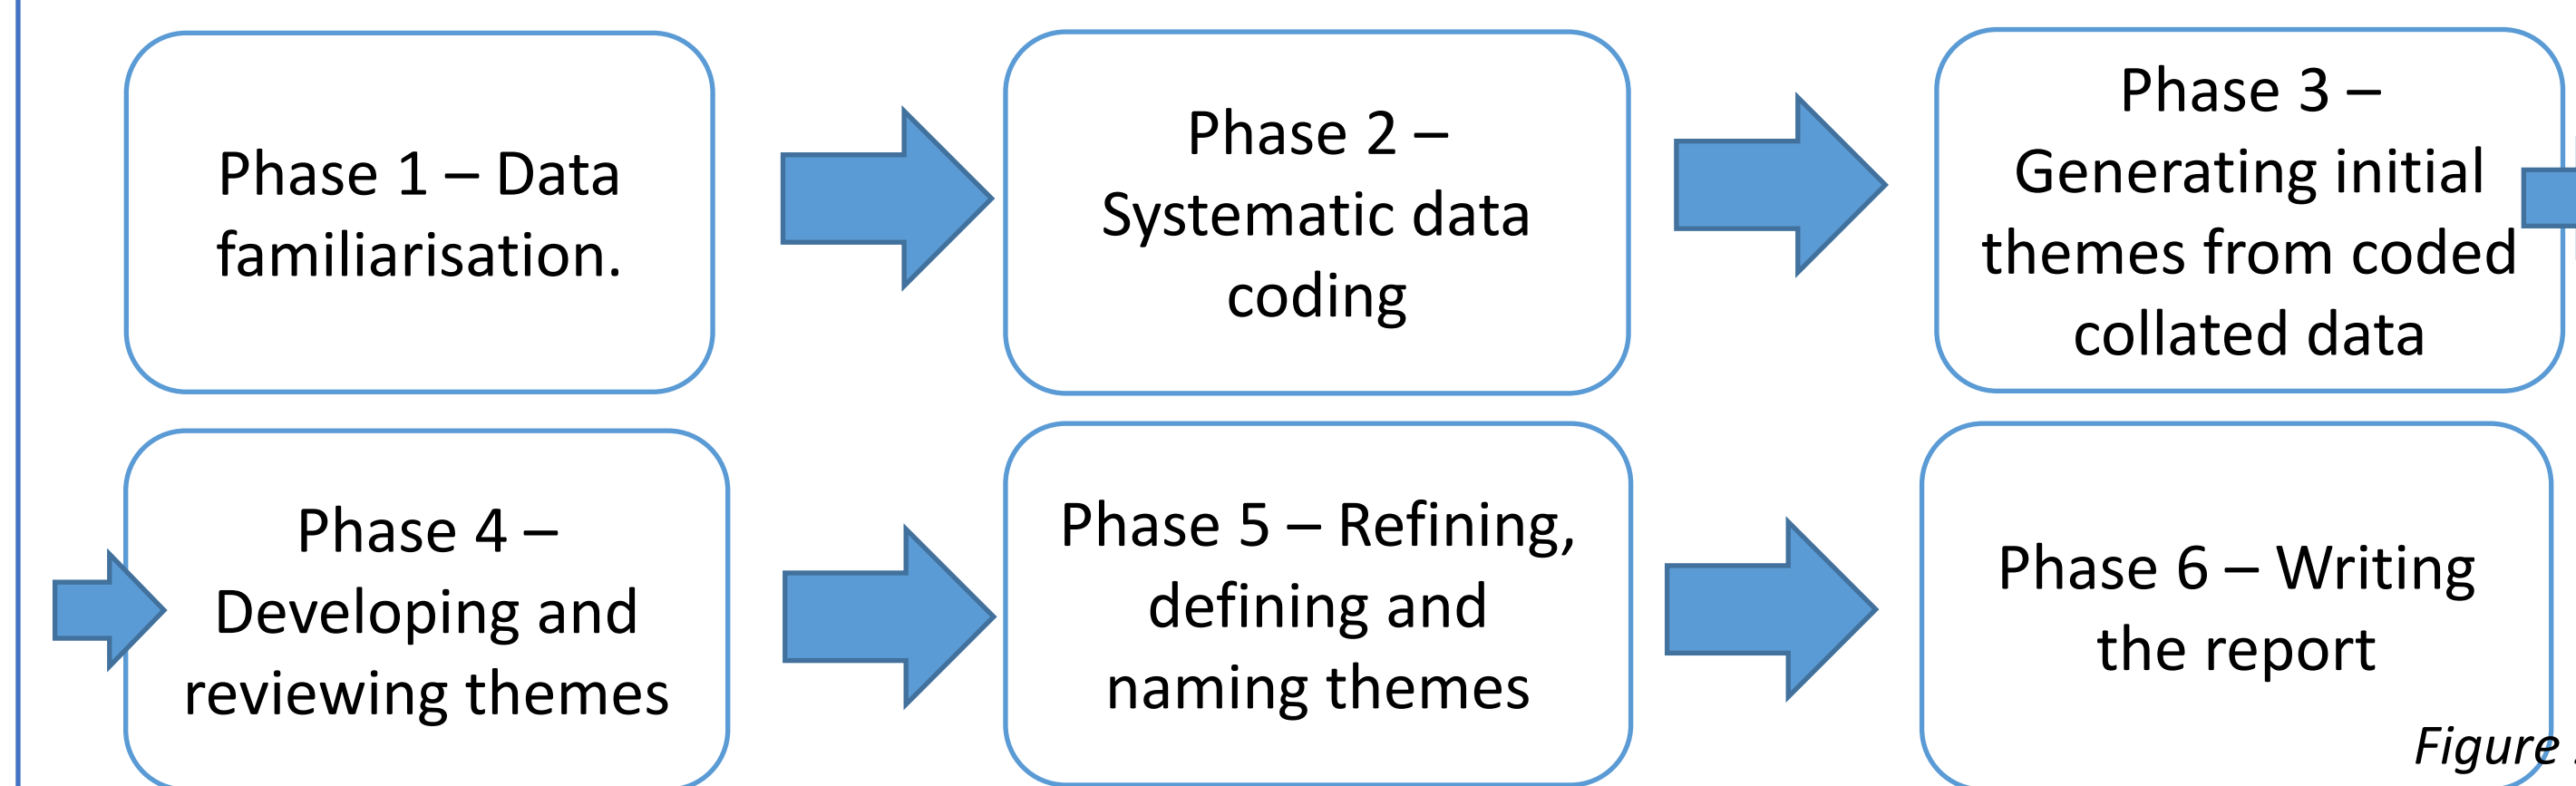 Phase 1 – Data
familiarisation.
Phase 2 –
Systematic data
coding
Phase 3 –
Generating initial
themes from coded
collated data
Phase 4 –
Developing and
reviewing themes
Phase 5 – Refining,
defining and
naming themes
Phase 6 – Writing
the report
Figure